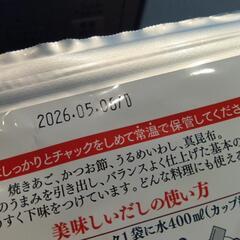 2026.05.06/D
はしっかりとチャックをしめて常温で保管してくださ
焼きあご、かつお節、うるめいわし、真昆布。
のうまみを引き出し、バランスよく仕上げた基本の
すく下味をつけています。どんな料理にも使え
美味しいだしの使い方
1袋に水400ml(カップ